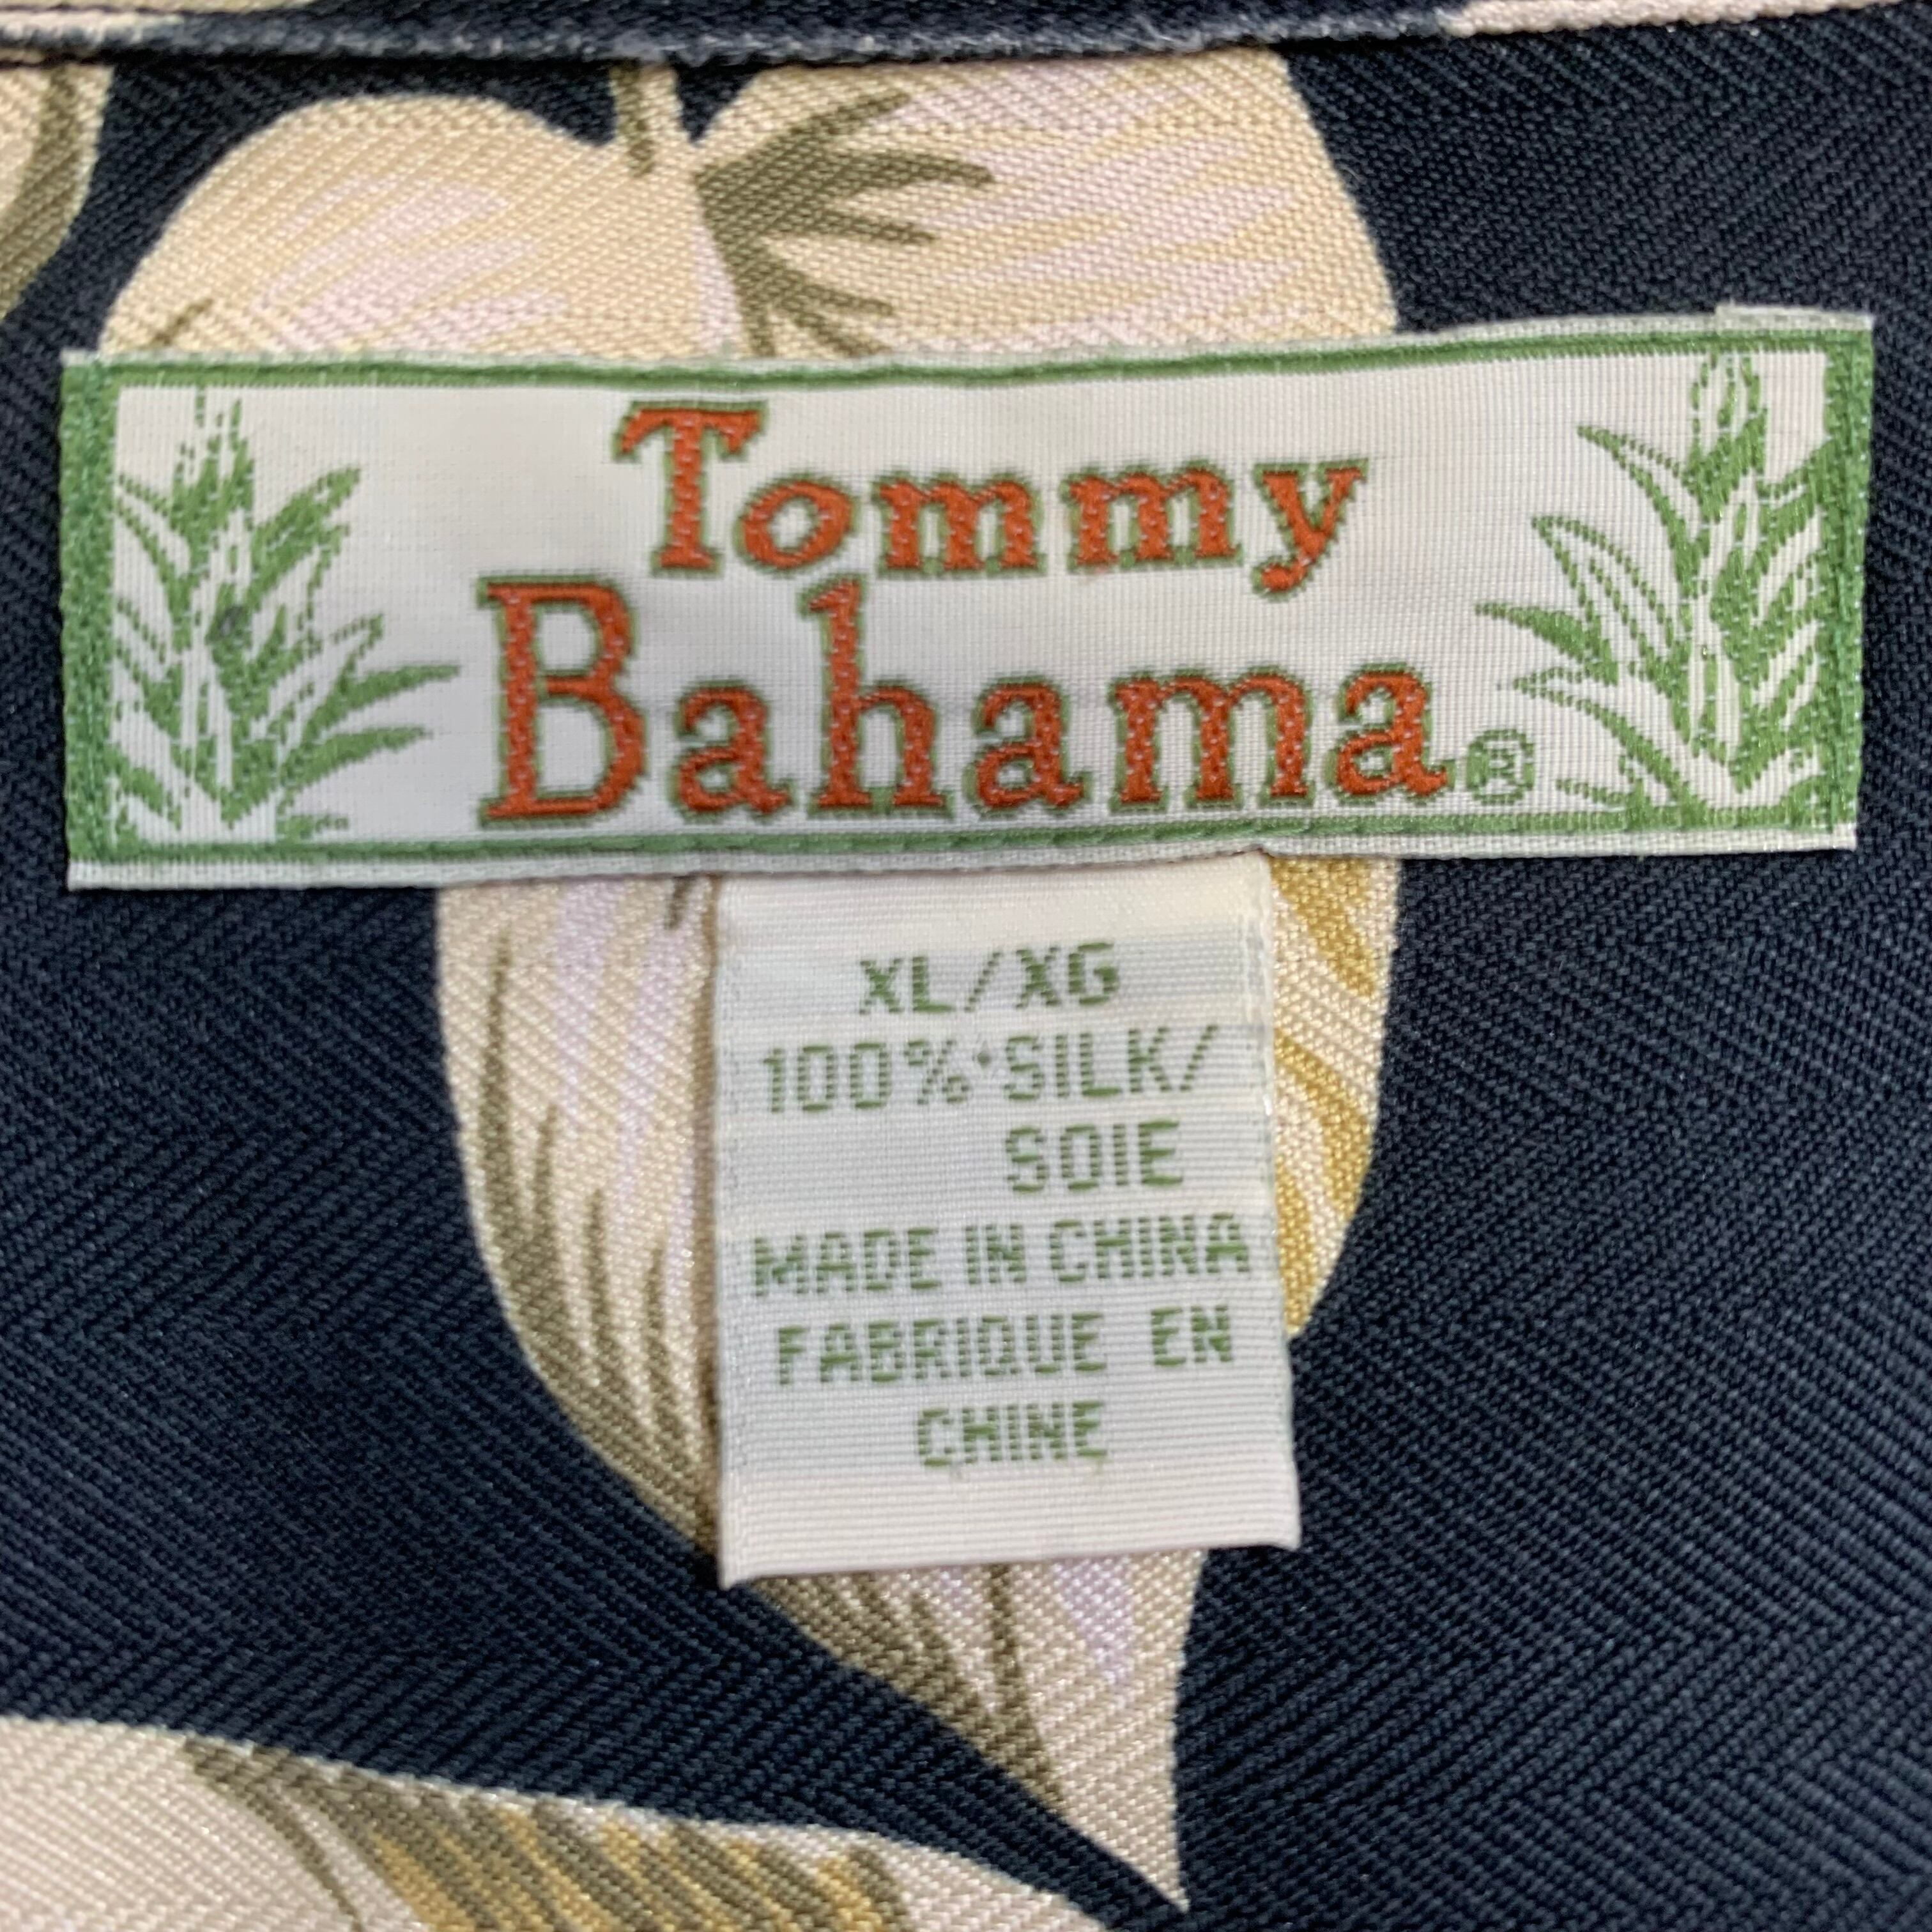 Tommy
Bahama®
XL/XG
100% SILK/
SOIE
MADE IN CHINA
FABRIQUE EN
CHINE